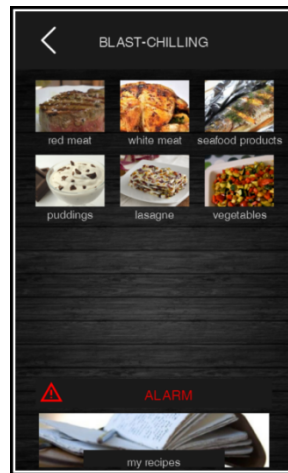 BLAST-CHILLING
red meat white meat seafood products
puddings lasagne vegetables
ALARM
my recipes